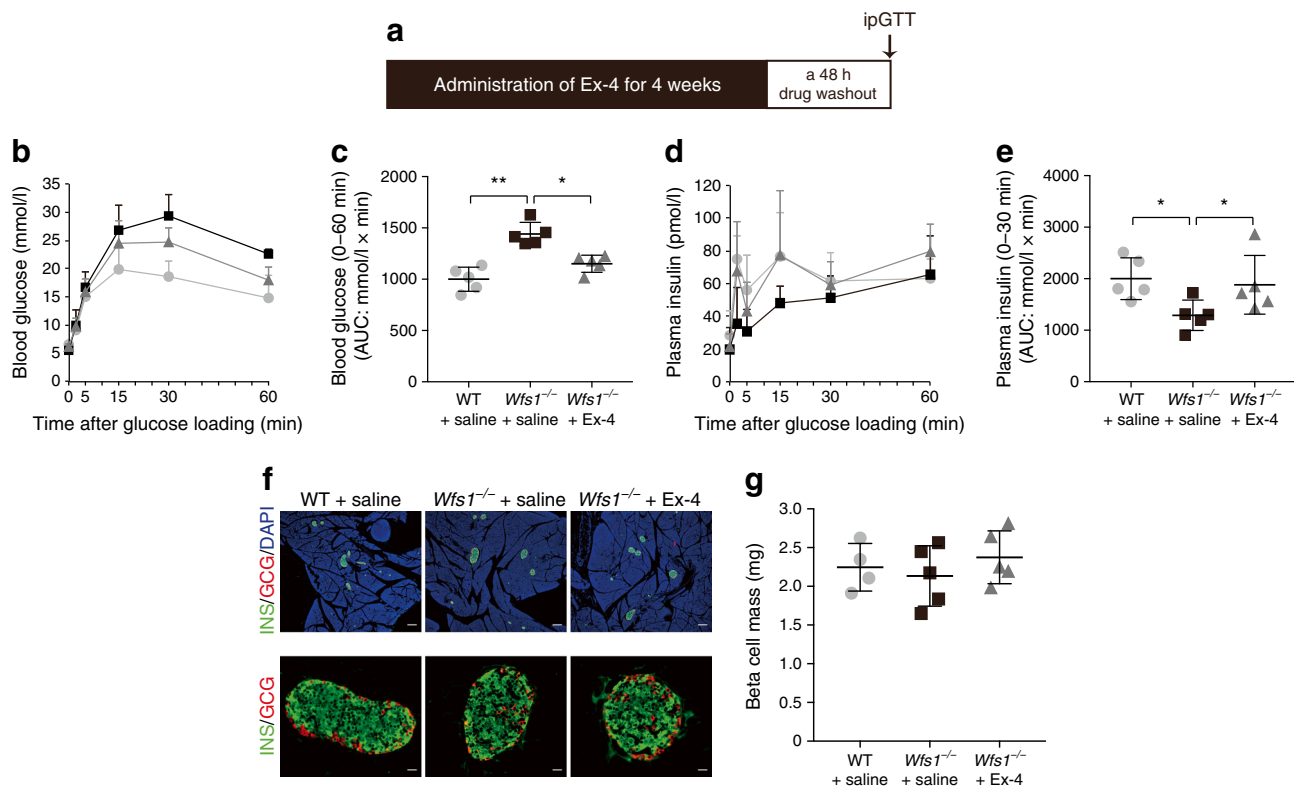 a
ipGTT
Administration of Ex-4 for 4 weeks
a 48 h
drug washout
b
Blood glucose (mmol/l)
35
30
25
20
15
10
5
0
0
5
15
30
60
Time after glucose loading (min)
c
Blood glucose (0–60 min)
(AUC: mmol/l × min)
2000
1500
1000
500
0
**
*
WT
+ saline
Wfs1−/−
+ saline
Wfs1−/−
+ Ex-4
d
Plasma insulin (pmol/l)
120
100
80
60
40
20
0
0
5
15
30
60
Time after glucose loading (min)
e
Plasma insulin (0–30 min)
(AUC: mmol/l × min)
4000
3000
2000
1000
0
*
*
WT
+ saline
Wfs1−/−
+ saline
Wfs1−/−
+ Ex-4
f
WT + saline
Wfs1−/− + saline
Wfs1−/− + Ex-4
INS/GCG/DAPI
INS/GCG
g
Beta cell mass (mg)
3.0
2.5
2.0
1.5
1.0
0.5
0
WT
+ saline
Wfs1−/−
+ saline
Wfs1−/−
+ Ex-4